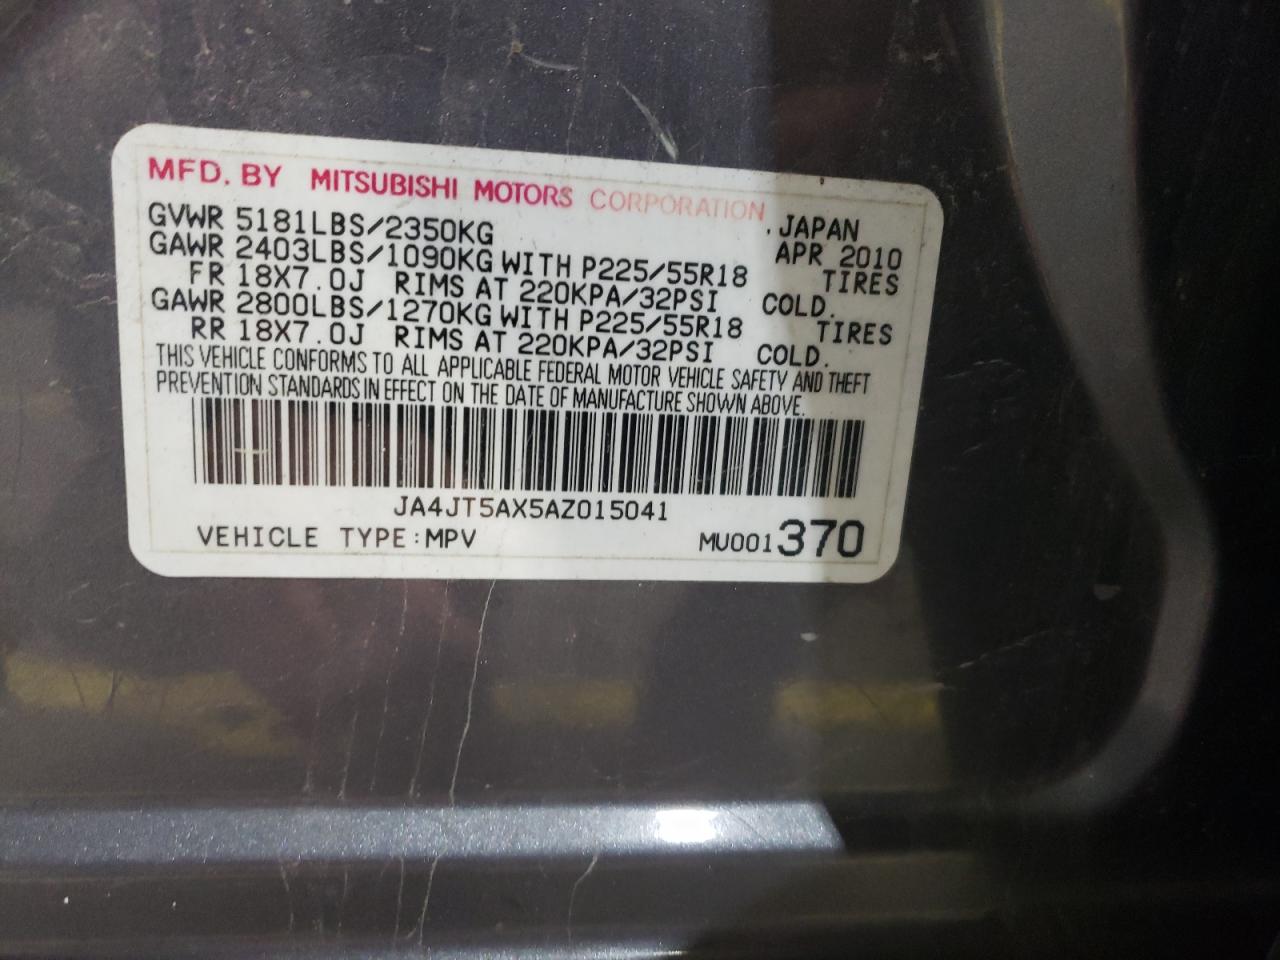 MFD. BY MITSUBISHI MOTORS CORPORATION JAPAN
GVWR 5181LBS/2350KG APR 2010
GAWR 2403LBS/1090KG WITH P225/55R18 TIRES
FR 18X7.0J RIMS AT 220KPA/32PSI COLD.
GAWR 2800LBS/1270KG WITH P225/55R18 TIRES
RR 18X7.0J RIMS AT 220KPA/32PSI COLD.
THIS VEHICLE CONFORMS TO ALL APPLICABLE FEDERAL MOTOR VEHICLE SAFETY AND THEFT
PREVENTION STANDARDS IN EFFECT ON THE DATE OF MANUFACTURE SHOWN ABOVE.
JA4JT5AX5AZ015041
VEHICLE TYPE:MPV MU001370